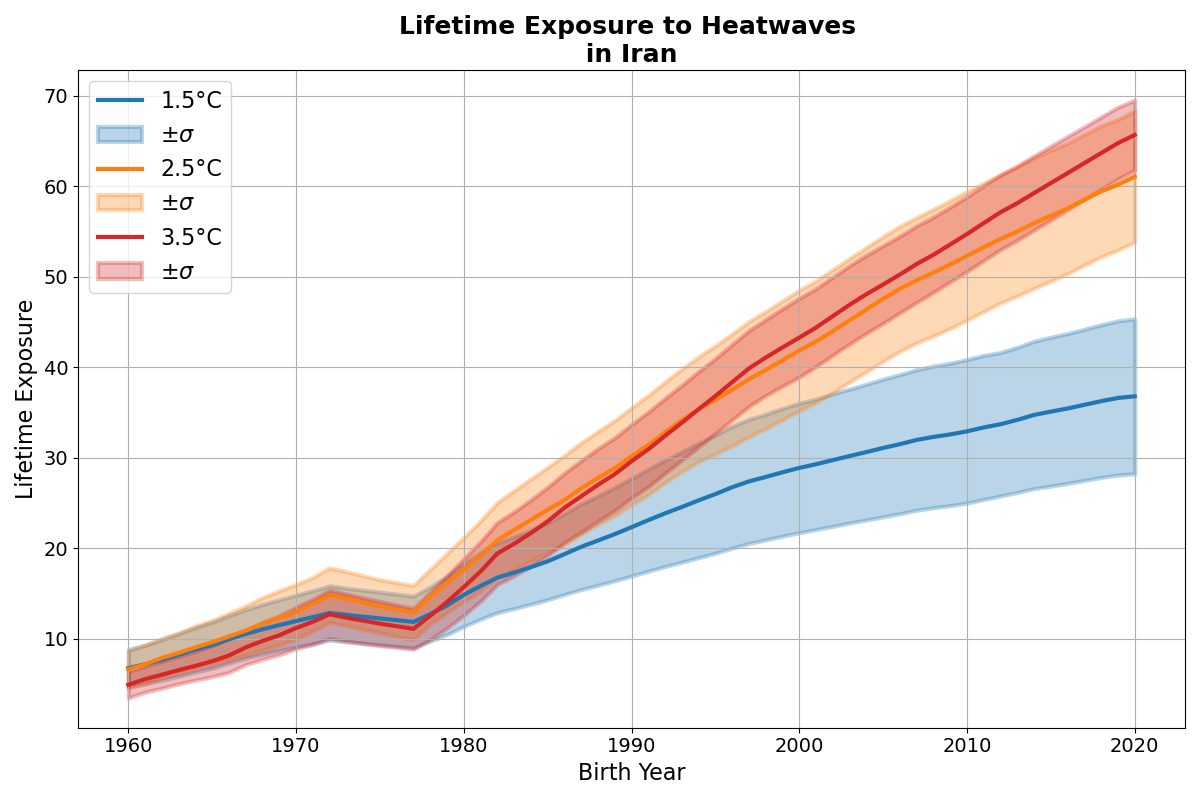 Lifetime Exposure to Heatwaves
in Iran
1.5°C
±σ
2.5°C
±σ
3.5°C
±σ
Lifetime Exposure
70
60
50
40
30
20
10
1960 1970 1980 1990 2000 2010 2020
Birth Year